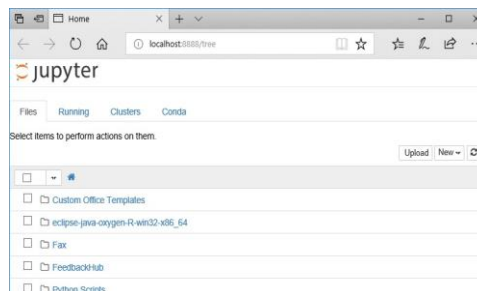 Home
localhost:8888/tree
jupyter
Files Running Clusters Conda
Select items to perform actions on them.
Upload New
Custom Office Templates
eclipse-java-oxygen-R-win32-x86_64
Fax
FeedbackHub
Python Scripts